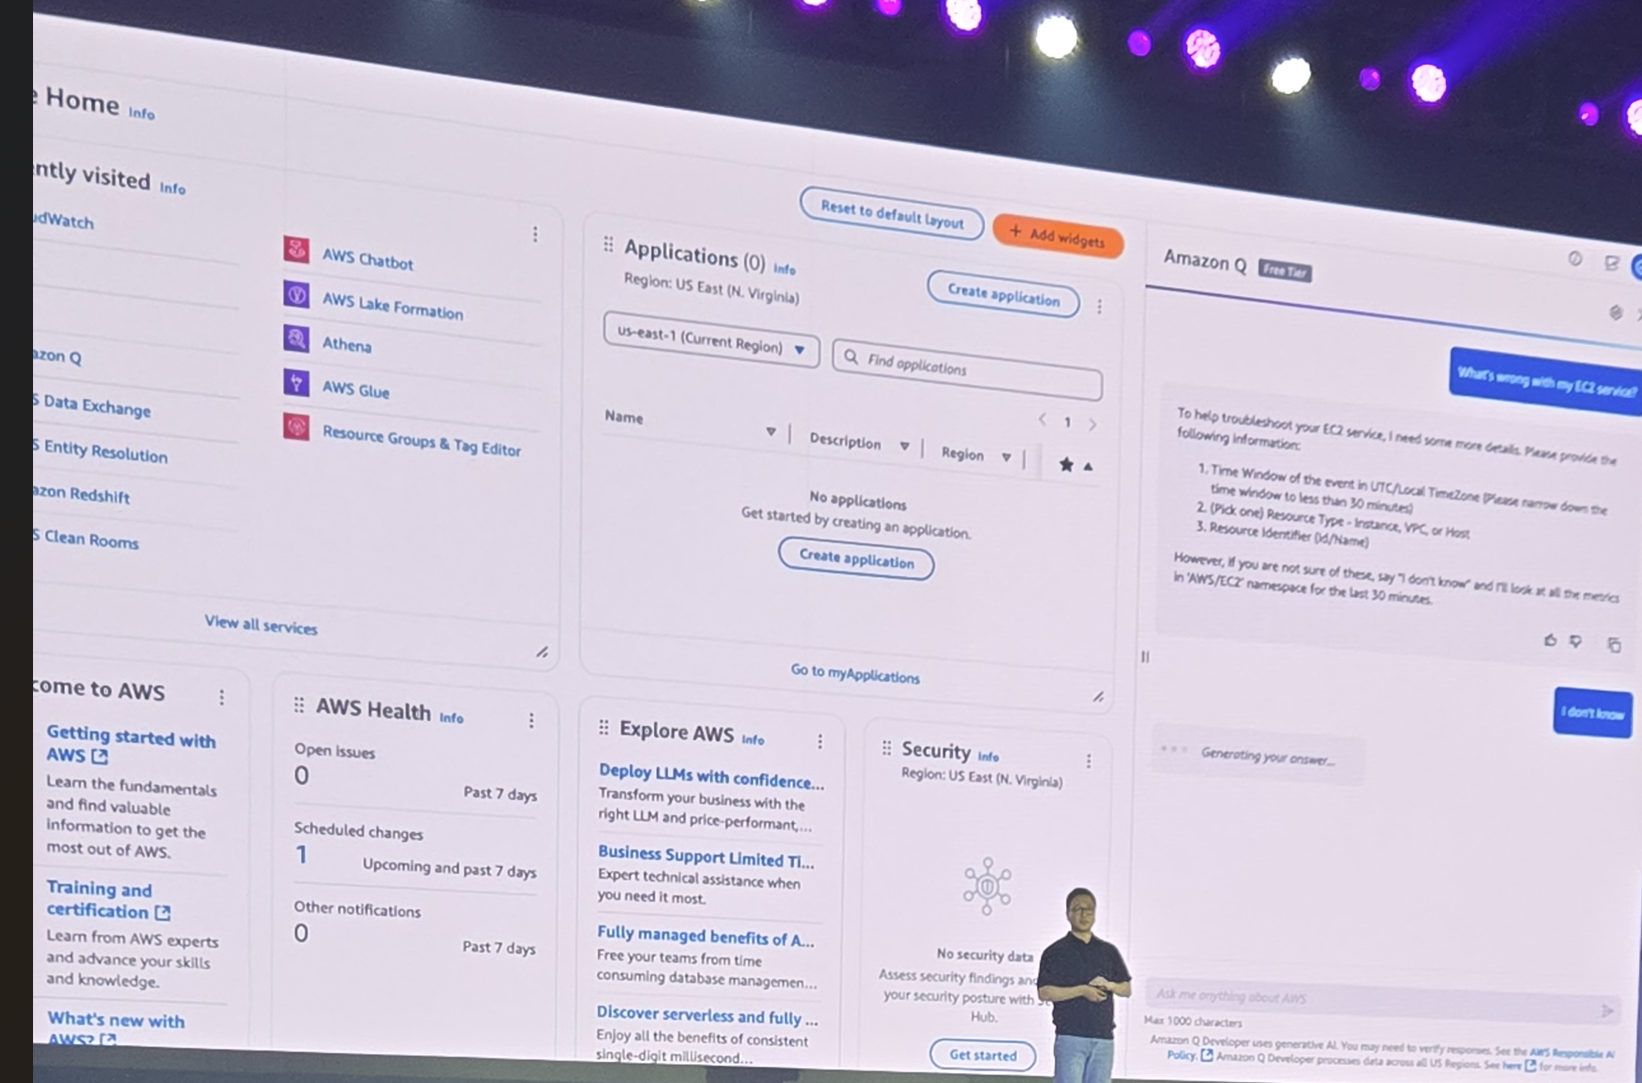 Home Info
ntly visited Info
dWatch
azon Q
S Data Exchange
S Entity Resolution
azon Redshift
S Clean Rooms
AWS Chatbot
AWS Lake Formation
Athena
AWS Glue
Resource Groups & Tag Editor
View all services
Reset to default layout
+ Add widgets
Applications (0) Info
Region: US East (N. Virginia)
Create application
us-east-1 (Current Region)
Find applications
1
Name
Description
Region
No applications
Get started by creating an application.
Create application
Go to myApplications
come to AWS
Getting started with
AWS
Learn the fundamentals
and find valuable
information to get the
most out of AWS.
Training and
certification
Learn from AWS experts
and advance your skills
and knowledge.
What's new with
AWS?
AWS Health Info
Open issues
0
Past 7 days
Scheduled changes
1
Upcoming and past 7 days
Other notifications
0
Past 7 days
Explore AWS Info
Deploy LLMs with confidence...
Transform your business with the
right LLM and price-performant,...
Business Support Limited Ti...
Expert technical assistance when
you need it most.
Fully managed benefits of A...
Free your teams from time
consuming database managemen...
Discover serverless and fully ...
Enjoy all the benefits of consistent
single-digit millisecond...
Security Info
Region: US East (N. Virginia)
No security data
Assess security findings and
your security posture with
Hub.
Get started
Amazon Q Free Tier
What's wrong with my EC2 service?
To help troubleshoot your EC2 service, I need some more details. Please provide the
following information:
1. Time Window of the event in UTC/Local TimeZone (Please narrow down the
time window to less than 30 minutes)
2. (Pick one) Resource Type - Instance, VPC, or Host
3. Resource Identifier (Id/Name)
However, if you are not sure of these, say "I don't know" and I'll look at all the metrics
in 'AWS/EC2' namespace for the last 30 minutes.
I don't know
Generating your answer...
Ask me anything about AWS
Max 1000 characters
Amazon Q Developer uses generative AI. You may need to verify responses. See the AWS Responsible AI
Policy. Amazon Q Developer processes data across all US Regions. See here for more info.